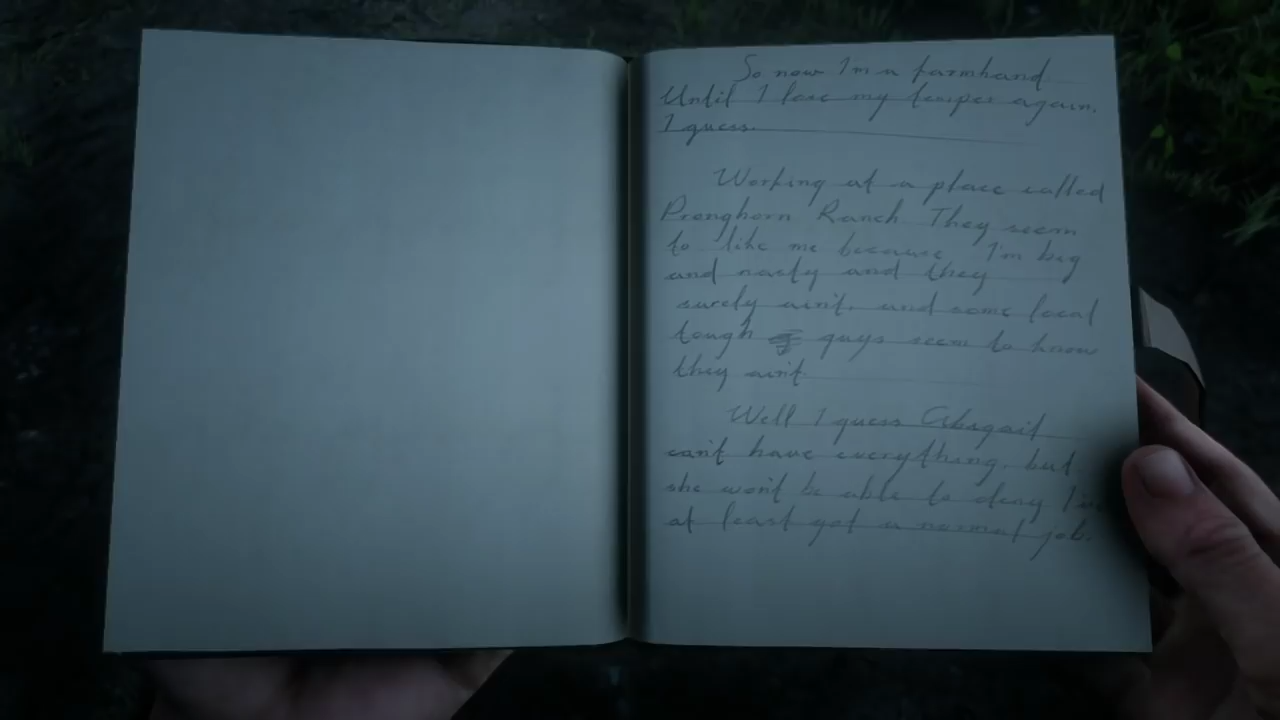 So now I'm a farmhand
Until I lose my temper again.
I guess.
Working at a place called
Pronghorn Ranch They seem
to like me because I'm big
and nasty and they
surely ain't. and some local
tough guys seem to know
they ain't
Well I guess Abigail
can't have everything, but
she won't be able to deny I've
at least got a normal job.